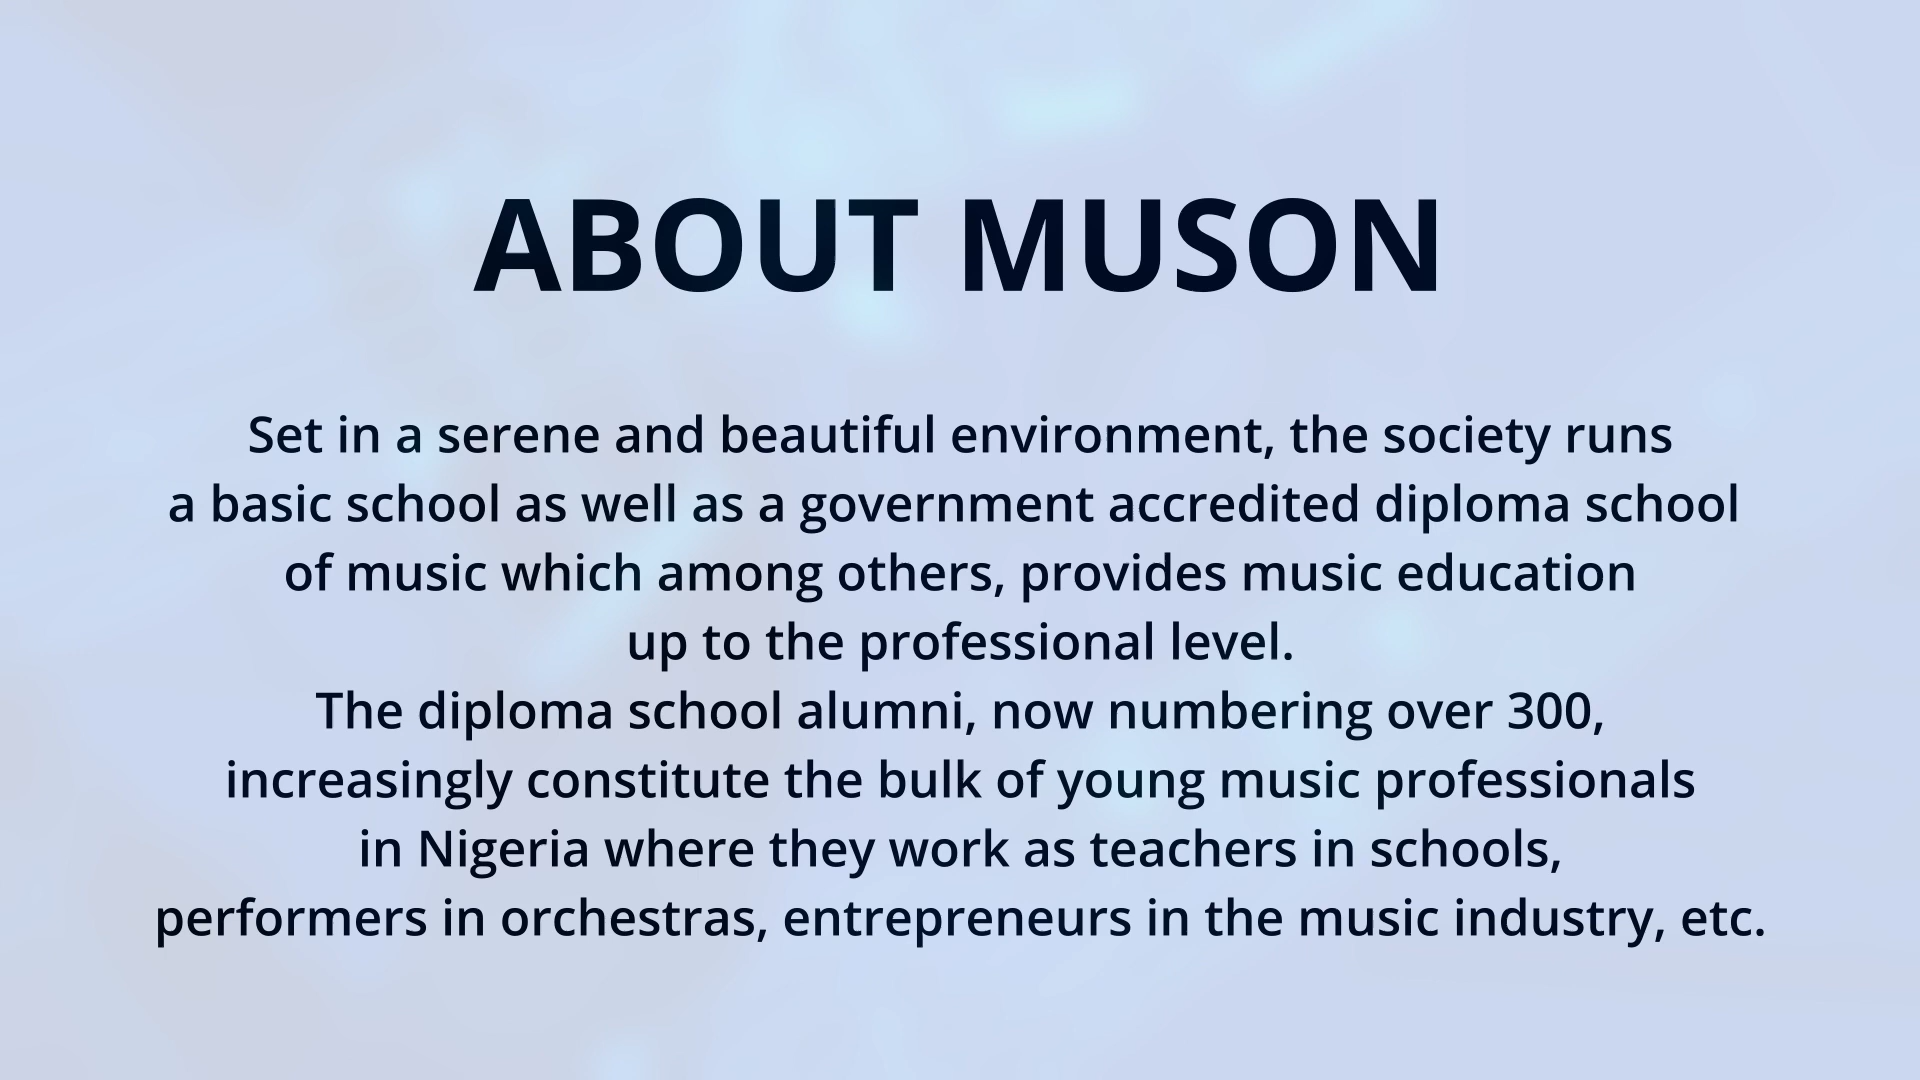 ABOUT MUSON
Set in a serene and beautiful environment, the society runs
a basic school as well as a government accredited diploma school
of music which among others, provides music education
up to the professional level.
The diploma school alumni, now numbering over 300,
increasingly constitute the bulk of young music professionals
in Nigeria where they work as teachers in schools,
performers in orchestras, entrepreneurs in the music industry, etc.